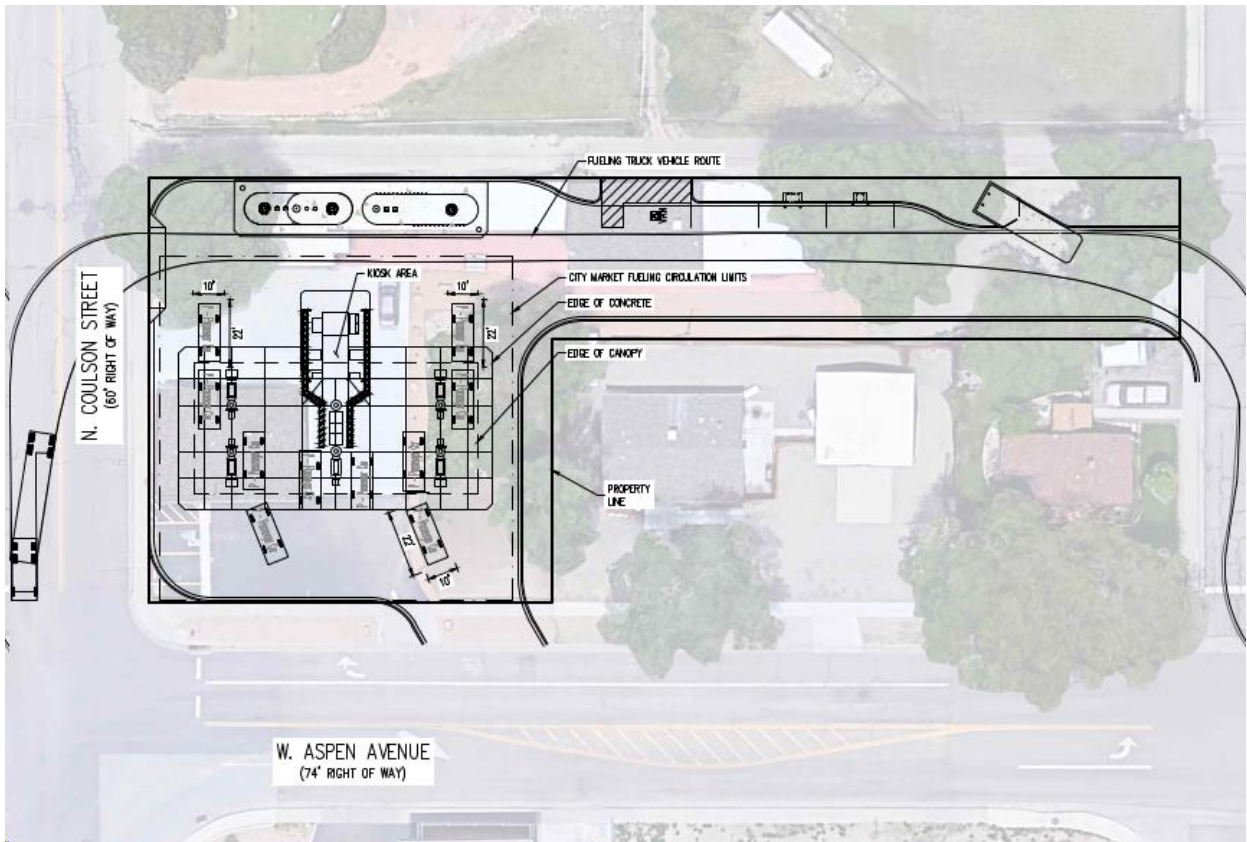 FUELING TRUCK VEHICLE ROUTE
KIOSK AREA
CITY MARKET FUELING CIRCULATION LIMITS
10'
10'
EDGE OF CONCRETE
22'
22'
EDGE OF CANOPY
N. COULSON STREET
(60' RIGHT OF WAY)
PROPERTY
LINE
22'
10'
W. ASPEN AVENUE
(74' RIGHT OF WAY)